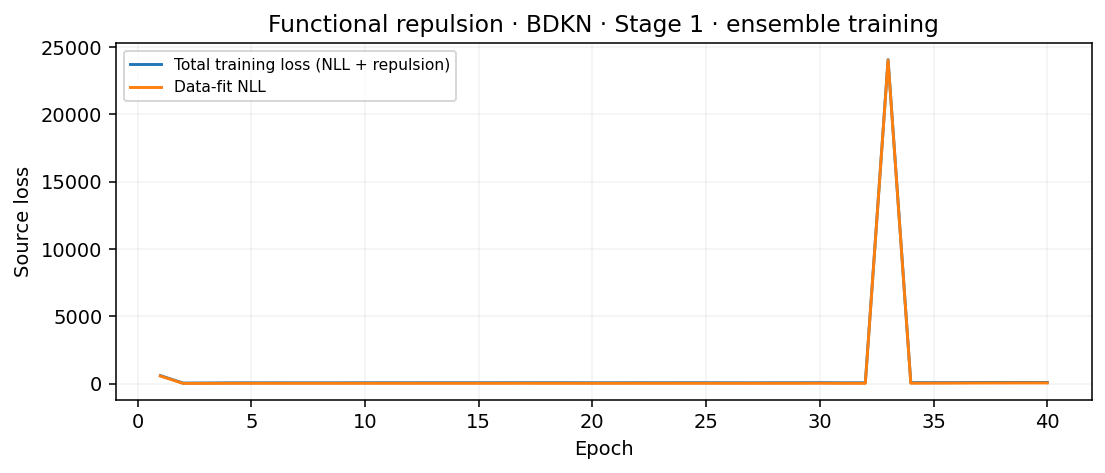 Functional repulsion · BDKN · Stage 1 · ensemble training
Total training loss (NLL + repulsion)
Data-fit NLL
Source loss
25000
20000
15000
10000
5000
0
0 5 10 15 20 25 30 35 40
Epoch